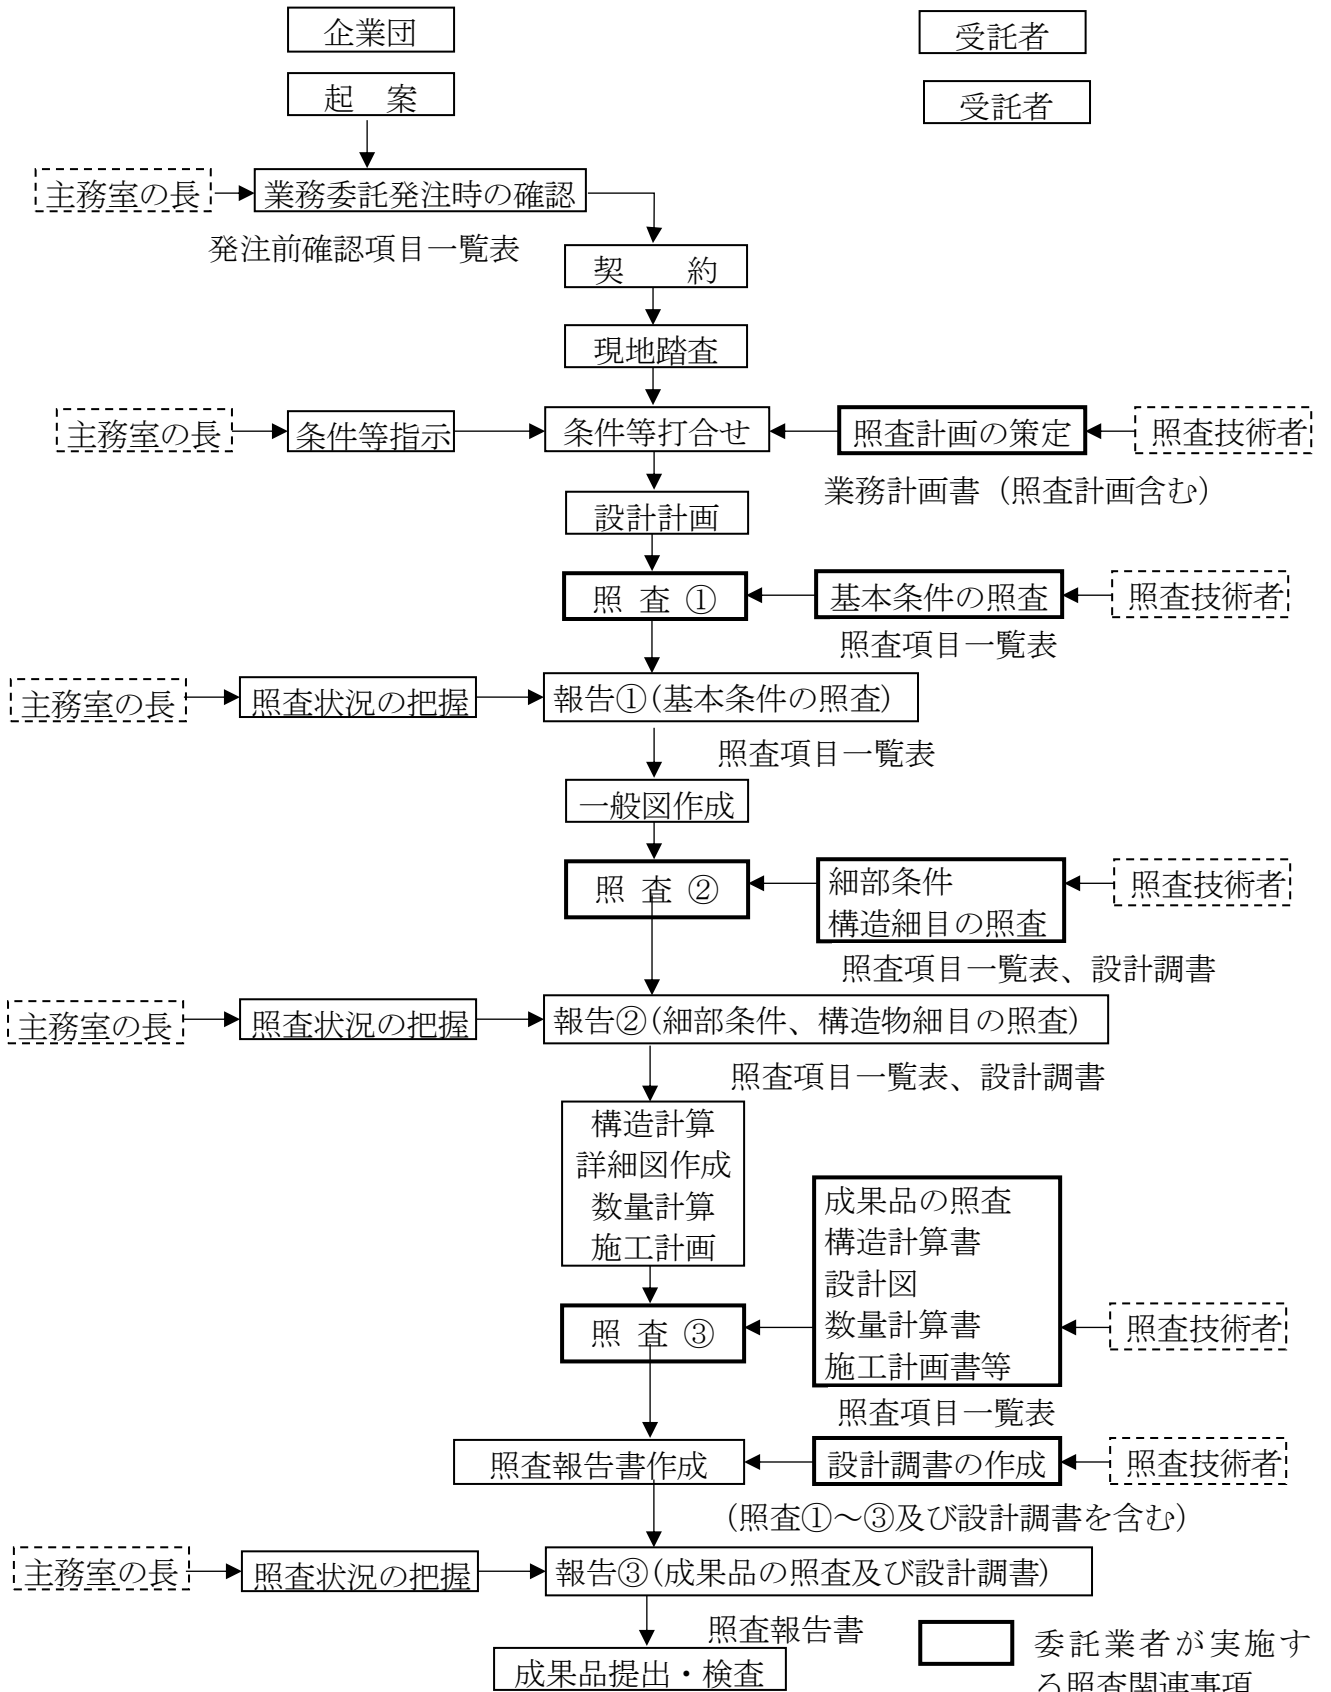 企業団
受託者
起　案
受託者
主務室の長
業務委託発注時の確認
発注前確認項目一覧表
契　　約
現地踏査
主務室の長
条件等指示
条件等打合せ
照査計画の策定
照査技術者
業務計画書（照査計画含む）
設計計画
照 査 ①
基本条件の照査
照査技術者
照査項目一覧表
主務室の長
照査状況の把握
報告①(基本条件の照査)
照査項目一覧表
一般図作成
照 査 ②
細部条件
構造細目の照査
照査技術者
照査項目一覧表、設計調書
主務室の長
照査状況の把握
報告②(細部条件、構造物細目の照査)
照査項目一覧表、設計調書
構造計算
詳細図作成
数量計算
施工計画
成果品の照査
構造計算書
設計図
数量計算書
施工計画書等
照 査 ③
照査技術者
照査項目一覧表
照査報告書作成
設計調書の作成
照査技術者
(照査①～③及び設計調書を含む)
主務室の長
照査状況の把握
報告③(成果品の照査及び設計調書)
照査報告書
成果品提出・検査
委託業者が実施す
る照査関連事項